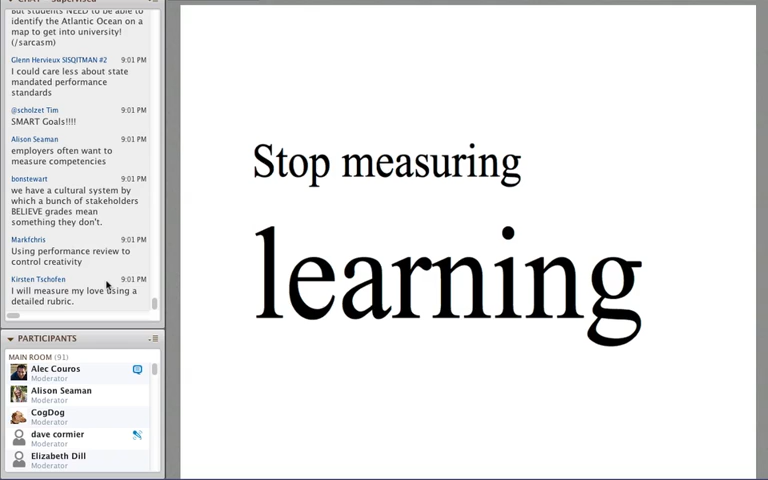 CHAT - Supervised
But students NEED to be able to
identify the Atlantic Ocean on a
map to get into university!
(/sarcasm)
Glenn Hervieux SISQITMAN #2 9:01 PM
I could care less about state
mandated performance
standards
@scholzet Tim 9:01 PM
SMART Goals!!!!
Alison Seaman 9:01 PM
employers often want to
measure competencies
bonstewart 9:01 PM
we have a cultural system by
which a bunch of stakeholders
BELIEVE grades mean
something they don't.
Markfchris 9:01 PM
Using performance review to
control creativity
Kirsten Tschofen 9:01 PM
I will measure my love using a
detailed rubric.
PARTICIPANTS
MAIN ROOM (91)
Alec Couros
Moderator
Alison Seaman
Moderator
CogDog
Moderator
dave cormier
Moderator
Elizabeth Dill
Moderator
Stop measuring
learning